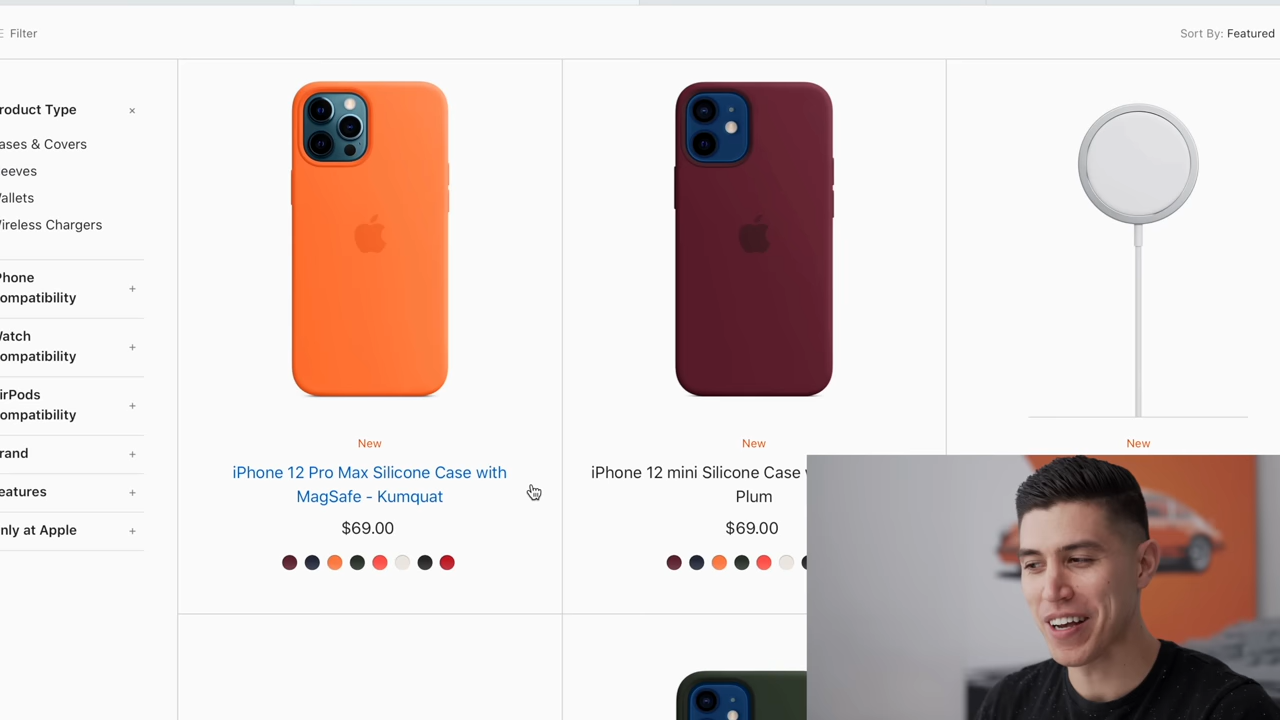 Filter
Sort By: Featured
roduct Type
ases & Covers
eeves
allets
ireless Chargers
Phone
ompatibility
Watch
ompatibility
irPods
ompatibility
rand
eatures
nly at Apple
New
iPhone 12 Pro Max Silicone Case with
MagSafe - Kumquat
$69.00
New
iPhone 12 mini Silicone Case
Plum
$69.00
New